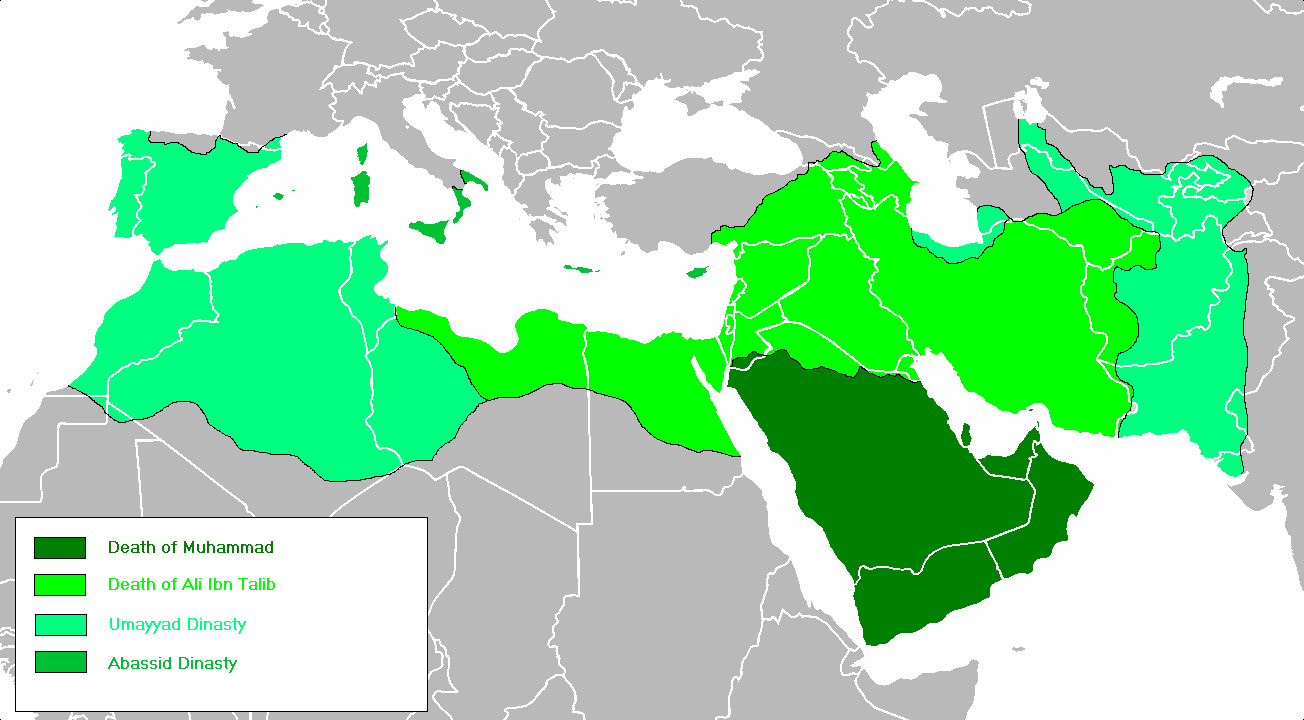 Death of Muhammad
Death of Ali Ibn Talib
Umayyad Dinasty
Abassid Dinasty